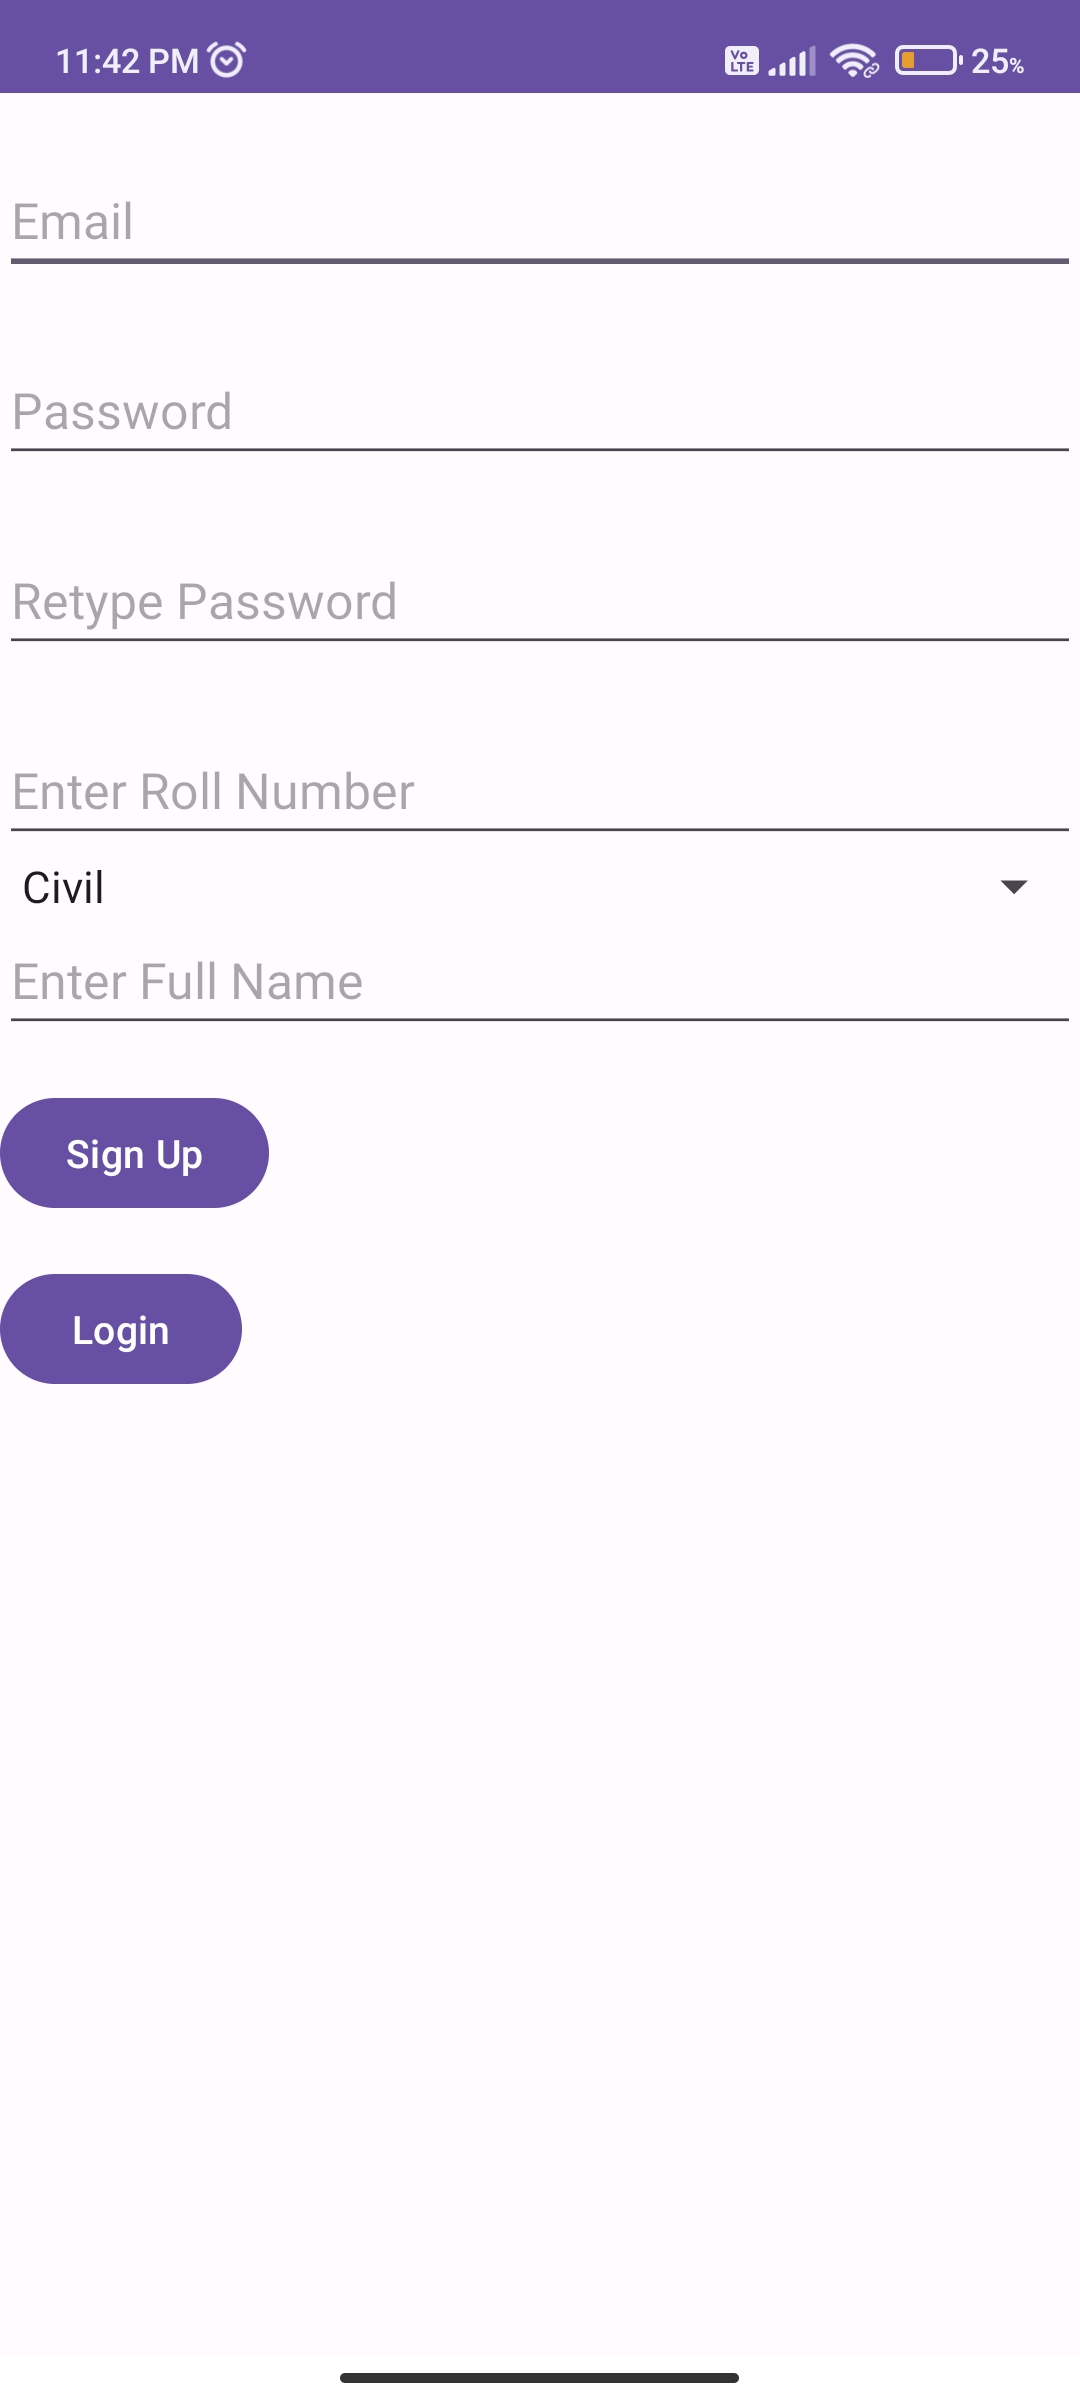 11:42 PM Vo LTE 25%
Email
Password
Retype Password
Enter Roll Number
Civil
Enter Full Name
Sign Up
Login